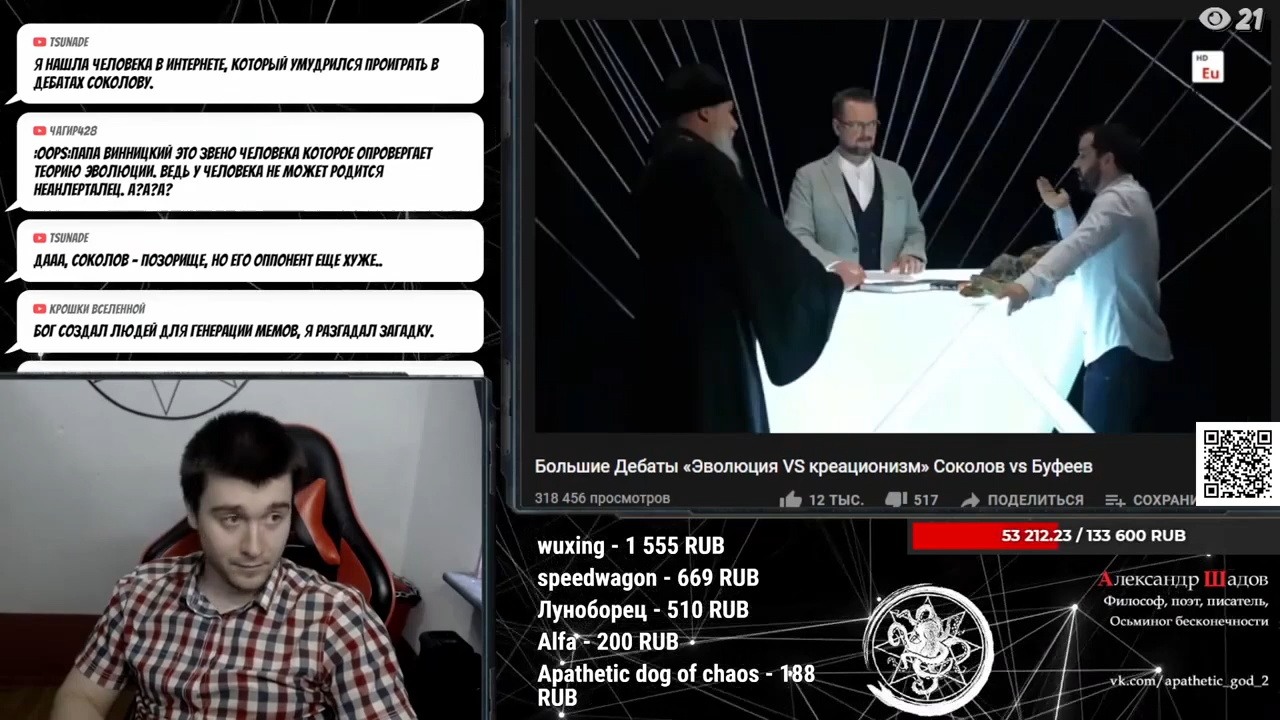 TSUNADE
Я НАШЛА ЧЕЛОВЕКА В ИНТЕРНЕТЕ, КОТОРЫЙ УМУДРИЛСЯ ПРОИГРАТЬ В
ДЕБАТАХ СОКОЛОВУ.
ЧАГИР428
:OOPS:ПАПА ВИННИЦКИЙ ЭТО ЗВЕНО ЧЕЛОВЕКА КОТОРОЕ ОПРОВЕРГАЕТ
ТЕОРИЮ ЭВОЛЮЦИИ. ВЕДЬ У ЧЕЛОВЕКА НЕ МОЖЕТ РОДИТСЯ
НЕАНЛЕРТАЛЕЦ. А?А?А?
TSUNADE
ДААА, СОКОЛОВ - ПОЗОРИЩЕ, НО ЕГО ОППОНЕНТ ЕЩЕ ХУЖЕ..
КРОШКИ ВСЕЛЕННОЙ
БОГ СОЗДАЛ ЛЮДЕЙ ДЛЯ ГЕНЕРАЦИИ МЕМОВ, Я РАЗГАДАЛ ЗАГАДКУ.
21
HD
Eu
Большие Дебаты «Эволюция VS креационизм» Соколов vs Буфеев
318 456 просмотров
12 ТЫС.
517
ПОДЕЛИТЬСЯ
СОХРАНИ
53 212.23 / 133 600 RUB
wuxing - 1 555 RUB
speedwagon - 669 RUB
Луноборец - 510 RUB
Alfa - 200 RUB
Apathetic dog of chaos - 188
RUB
Александр Шадов
Философ, поэт, писатель,
Осьминог бесконечности
vk.com/apathetic_god_2